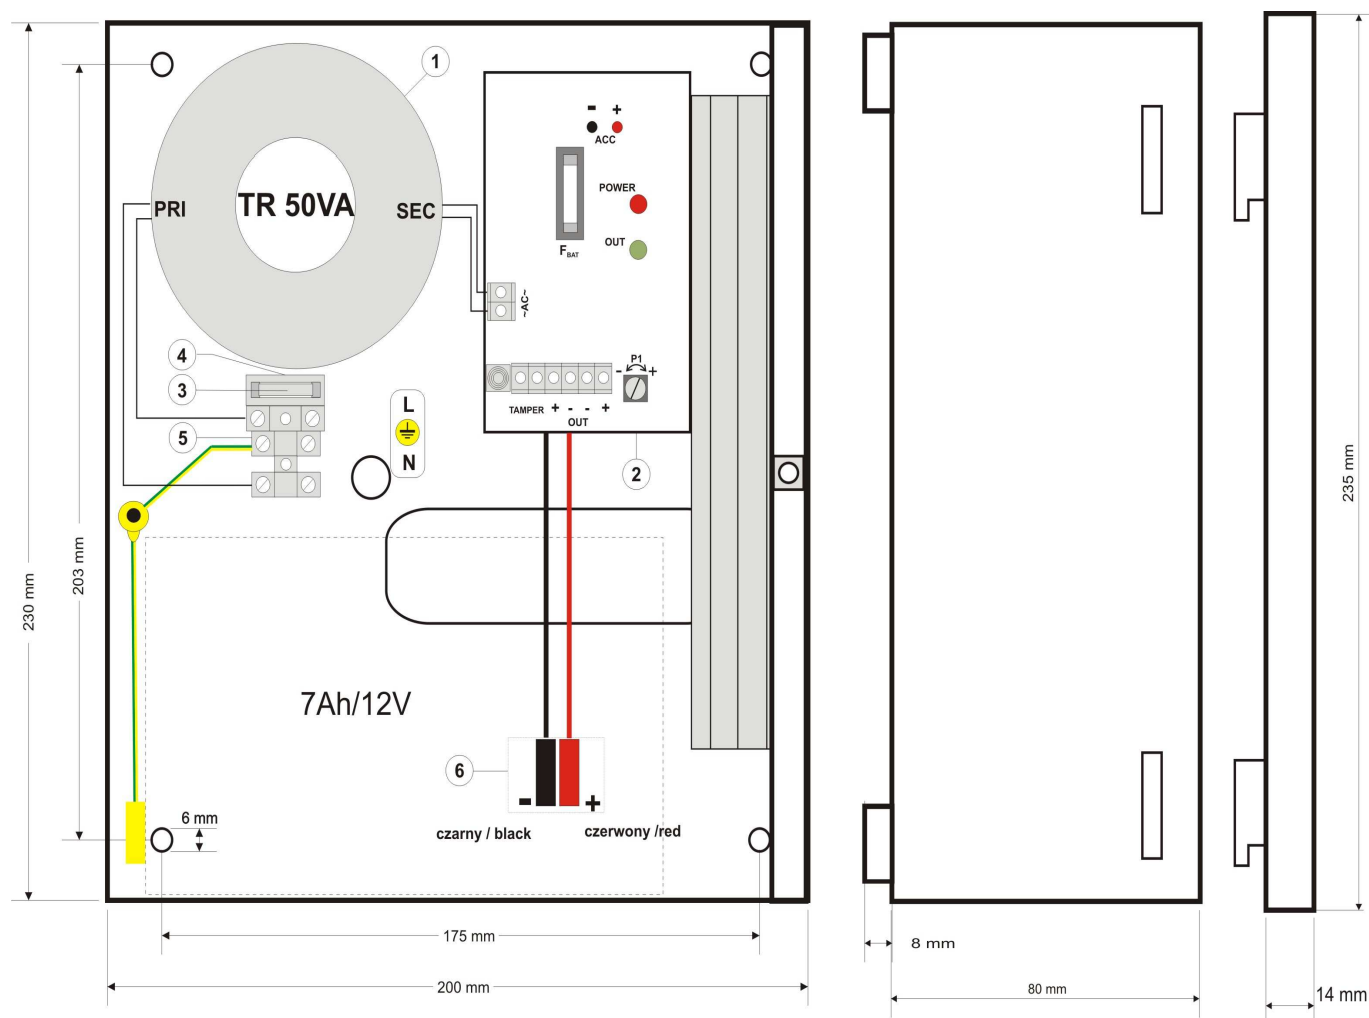 1
- +
ACC
TR 50VA
PRI
SEC
POWER
OUT
F BAT
~AC~
4
3
5
L
N
P1
- +
TAMPER + - - +
OUT
2
230 mm
203 mm
235 mm
7Ah/12V
6
- +
6 mm
czarny / black
czerwony /red
175 mm
8 mm
200 mm
80 mm
14 mm